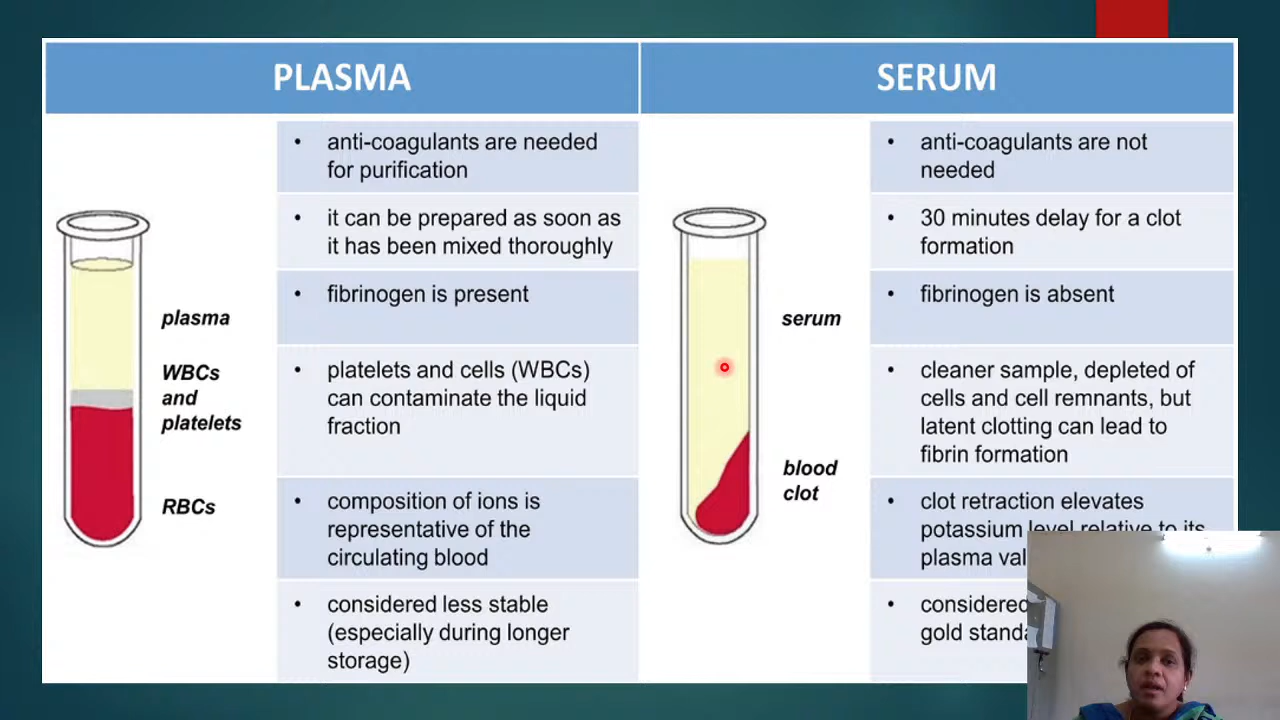 PLASMA
SERUM
• anti-coagulants are needed
for purification
• it can be prepared as soon as
it has been mixed thoroughly
• fibrinogen is present
• platelets and cells (WBCs)
can contaminate the liquid
fraction
• composition of ions is
representative of the
circulating blood
• considered less stable
(especially during longer
storage)
plasma
WBCs
and
platelets
RBCs
• anti-coagulants are not
needed
• 30 minutes delay for a clot
formation
• fibrinogen is absent
• cleaner sample, depleted of
cells and cell remnants, but
latent clotting can lead to
fibrin formation
• clot retraction elevates
potassium level relative to its
plasma
• considered
gold
serum
blood
clot